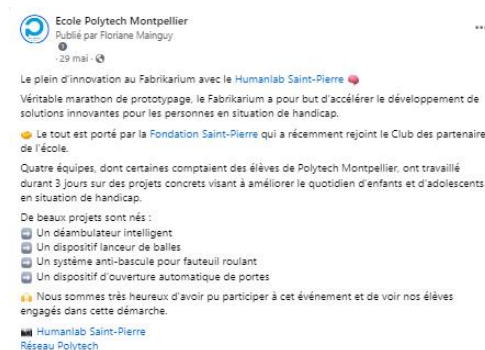 Ecole Polytech Montpellier
Publié par Floriane Mainguy
· 29 mai ·
Le plein d'innovation au Fabrikarium avec le Humanlab Saint-Pierre
Véritable marathon de prototypage, le Fabrikarium a pour but d'accélérer le développement de
solutions innovantes pour les personnes en situation de handicap.
Le tout est porté par la Fondation Saint-Pierre qui a récemment rejoint le Club des partenaire
de l'école.
Quatre équipes, dont certaines comptaient des élèves de Polytech Montpellier, ont travaillé
durant 3 jours sur des projets concrets visant à améliorer le quotidien d'enfants et d'adolescents
en situation de handicap.
De beaux projets sont nés :
Un déambulateur intelligent
Un dispositif lanceur de balles
Un système anti-bascule pour fauteuil roulant
Un dispositif d'ouverture automatique de portes
Nous sommes très heureux d'avoir pu participer à cet événement et de voir nos élèves
engagés dans cette démarche.
Humanlab Saint-Pierre
Réseau Polytech